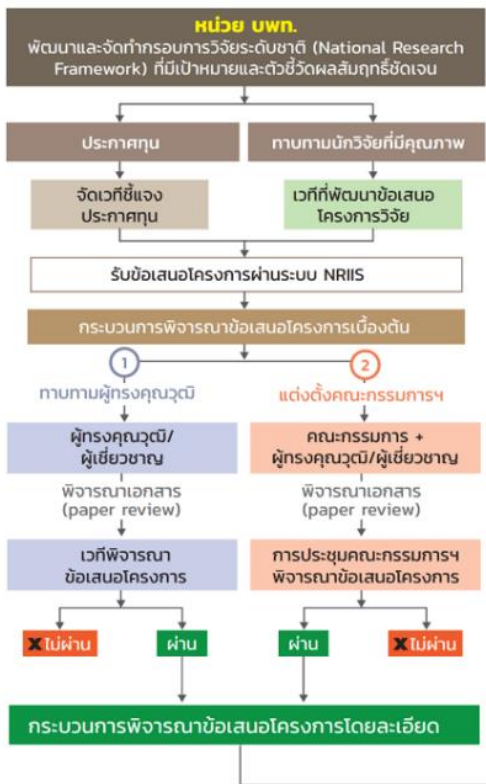 หน่วย บพท.
พัฒนาและจัดทำกรอบการวิจัยระดับชาติ (National Research
Framework) ที่มีเป้าหมายและตัวชี้วัดผลสัมฤทธิ์ชัดเจน
ประกาศทุน
ทาบทามนักวิจัยที่มีคุณภาพ
จัดเวทีชี้แจง
ประกาศทุน
เวทีที่พัฒนาข้อเสนอ
โครงการวิจัย
รับข้อเสนอโครงการผ่านระบบ NRIIS
กระบวนการพิจารณาข้อเสนอโครงการเบื้องต้น
1
ทาบทามผู้ทรงคุณวุฒิ
2
แต่งตั้งคณะกรรมการฯ
ผู้ทรงคุณวุฒิ/
ผู้เชี่ยวชาญ
คณะกรรมการ +
ผู้ทรงคุณวุฒิ/ผู้เชี่ยวชาญ
พิจารณาเอกสาร
(paper review)
พิจารณาเอกสาร
(paper review)
เวทีพิจารณา
ข้อเสนอโครงการ
การประชุมคณะกรรมการฯ
พิจารณาข้อเสนอโครงการ
✖ไม่ผ่าน
ผ่าน
ผ่าน
✖ไม่ผ่าน
กระบวนการพิจารณาข้อเสนอโครงการโดยละเอียด